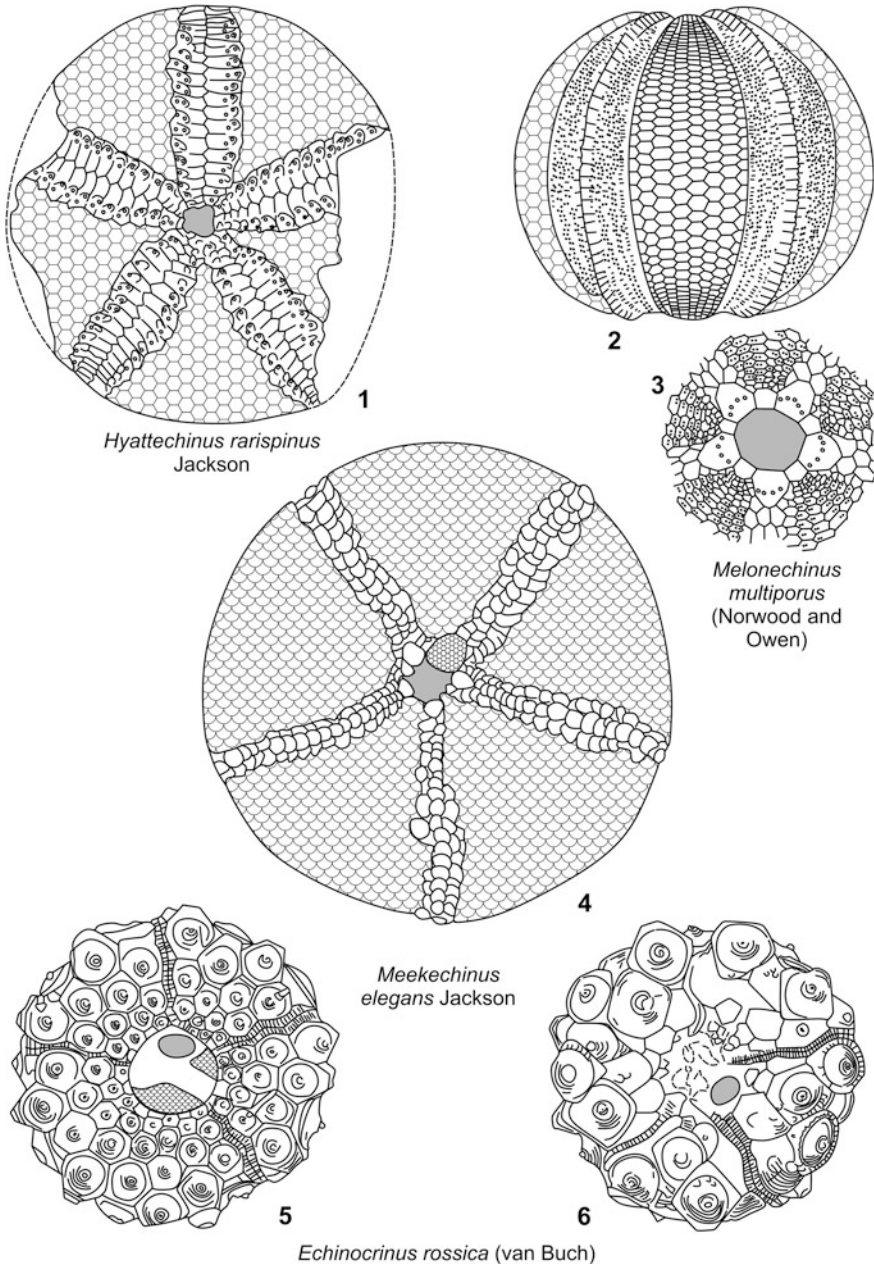 1
Hyattechinus rarispinus
Jackson
2
3
Melonechinus
multiporus
(Norwood and
Owen)
4
Meekechinus
elegans Jackson
5
6
Echinocrinus rossica (van Buch)